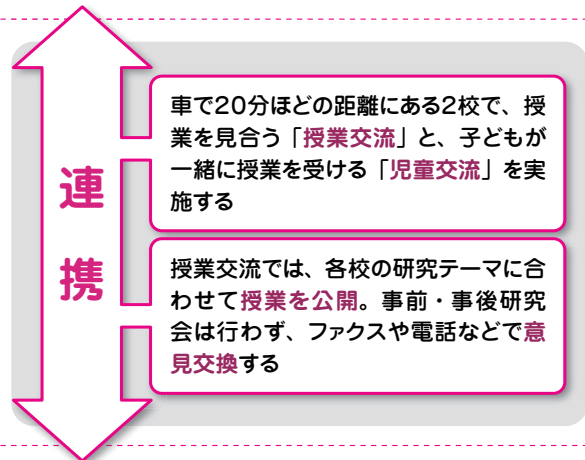 連携
車で20分ほどの距離にある2校で、授
業を見合う「授業交流」と、子どもが
一緒に授業を受ける「児童交流」を実
施する
授業交流では、各校の研究テーマに合
わせて授業を公開。事前・事後研究
会は行わず、ファクスや電話などで意
見交換する